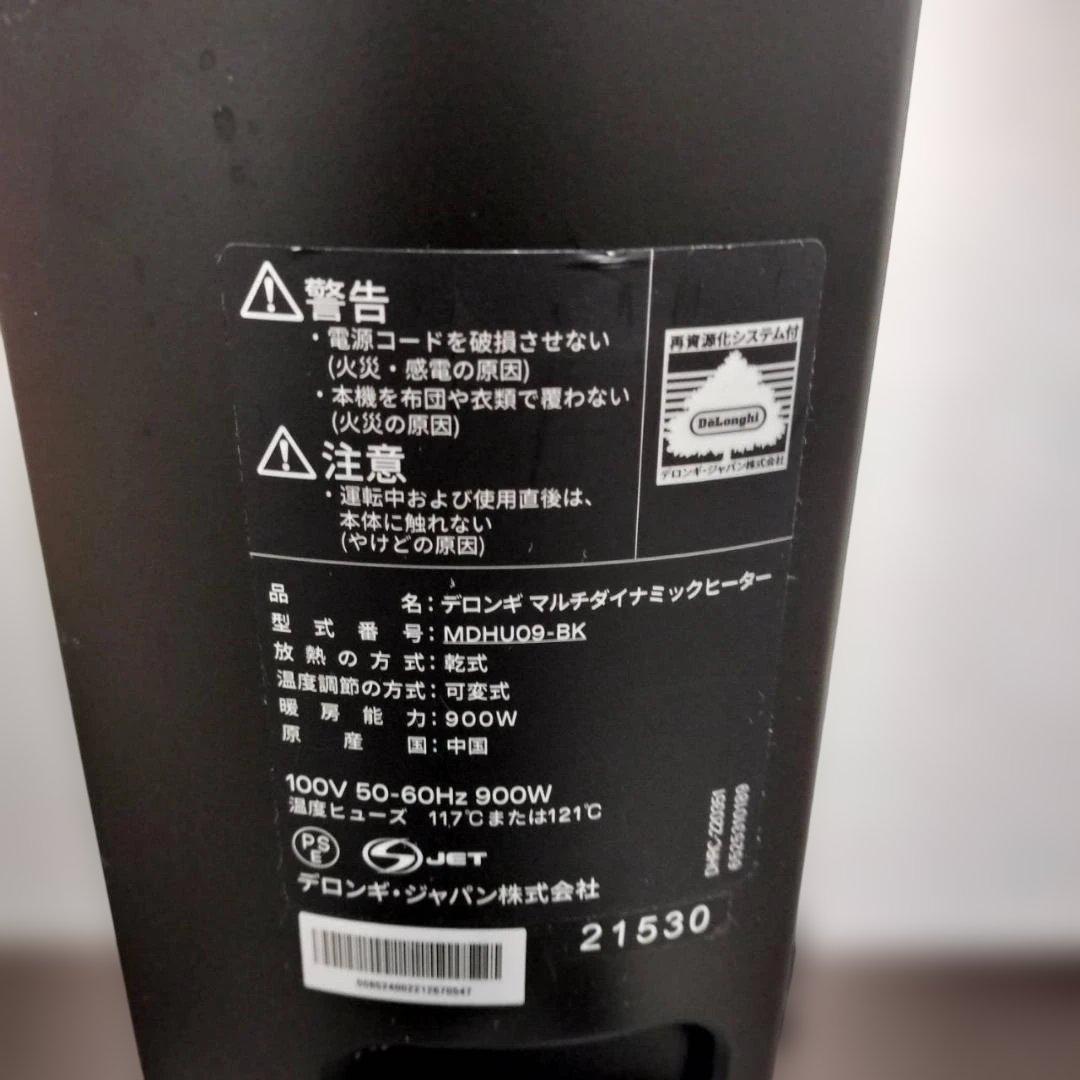 警告
・電源コードを破損させない
(火災・感電の原因)
・本機を布団や衣類で覆わない
(火災の原因)
注意
・運転中および使用直後は、
本体に触れない
(やけどの原因)
再資源化システム付
DeLonghi
デロンギ・ジャパン株式会社
品名：デロンギ マルチダイナミックヒーター
型式番号：MDHU09-BK
放熱の方式：乾式
温度調節の方式：可変式
暖房能力：900W
原産国：中国
100V 50-60Hz 900W
温度ヒューズ 117℃または121℃
PS
E
S JET
デロンギ・ジャパン株式会社
21530